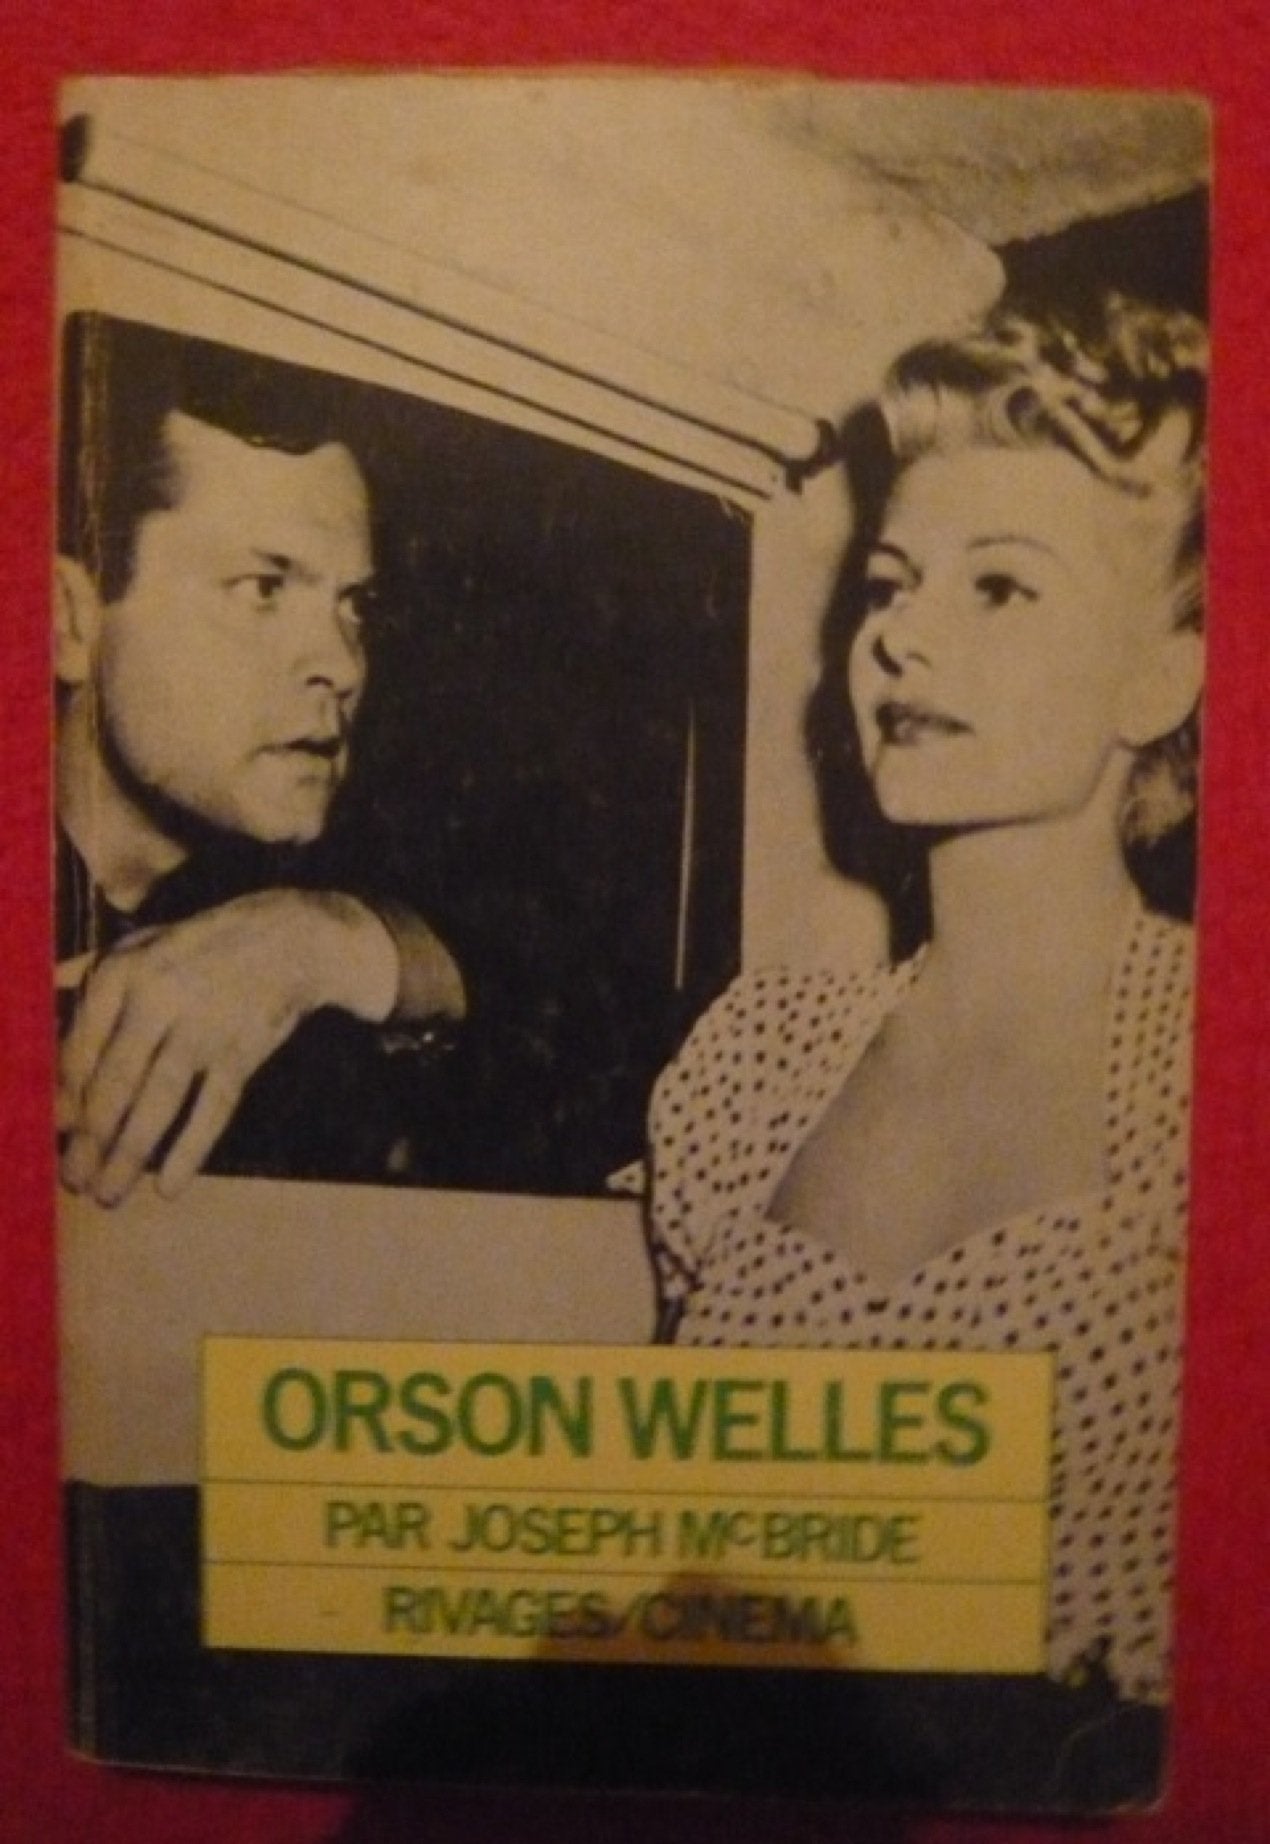 ORSON WELLES
PAR JOSEPH McBRIDE
RIVAGES/CINEMA